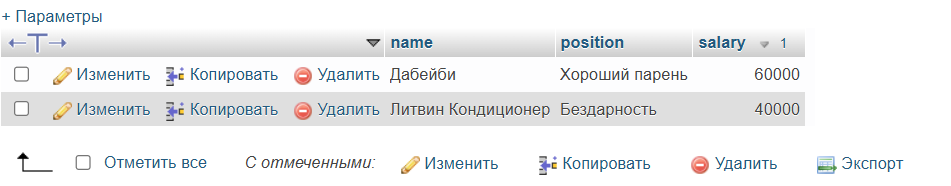 + Параметры
←T→ name position salary 1
Изменить Копировать Удалить Дабейби Хороший парень 60000
Изменить Копировать Удалить Литвин Кондиционер Бездарность 40000
Отметить все С отмеченными: Изменить Копировать Удалить Экспорт